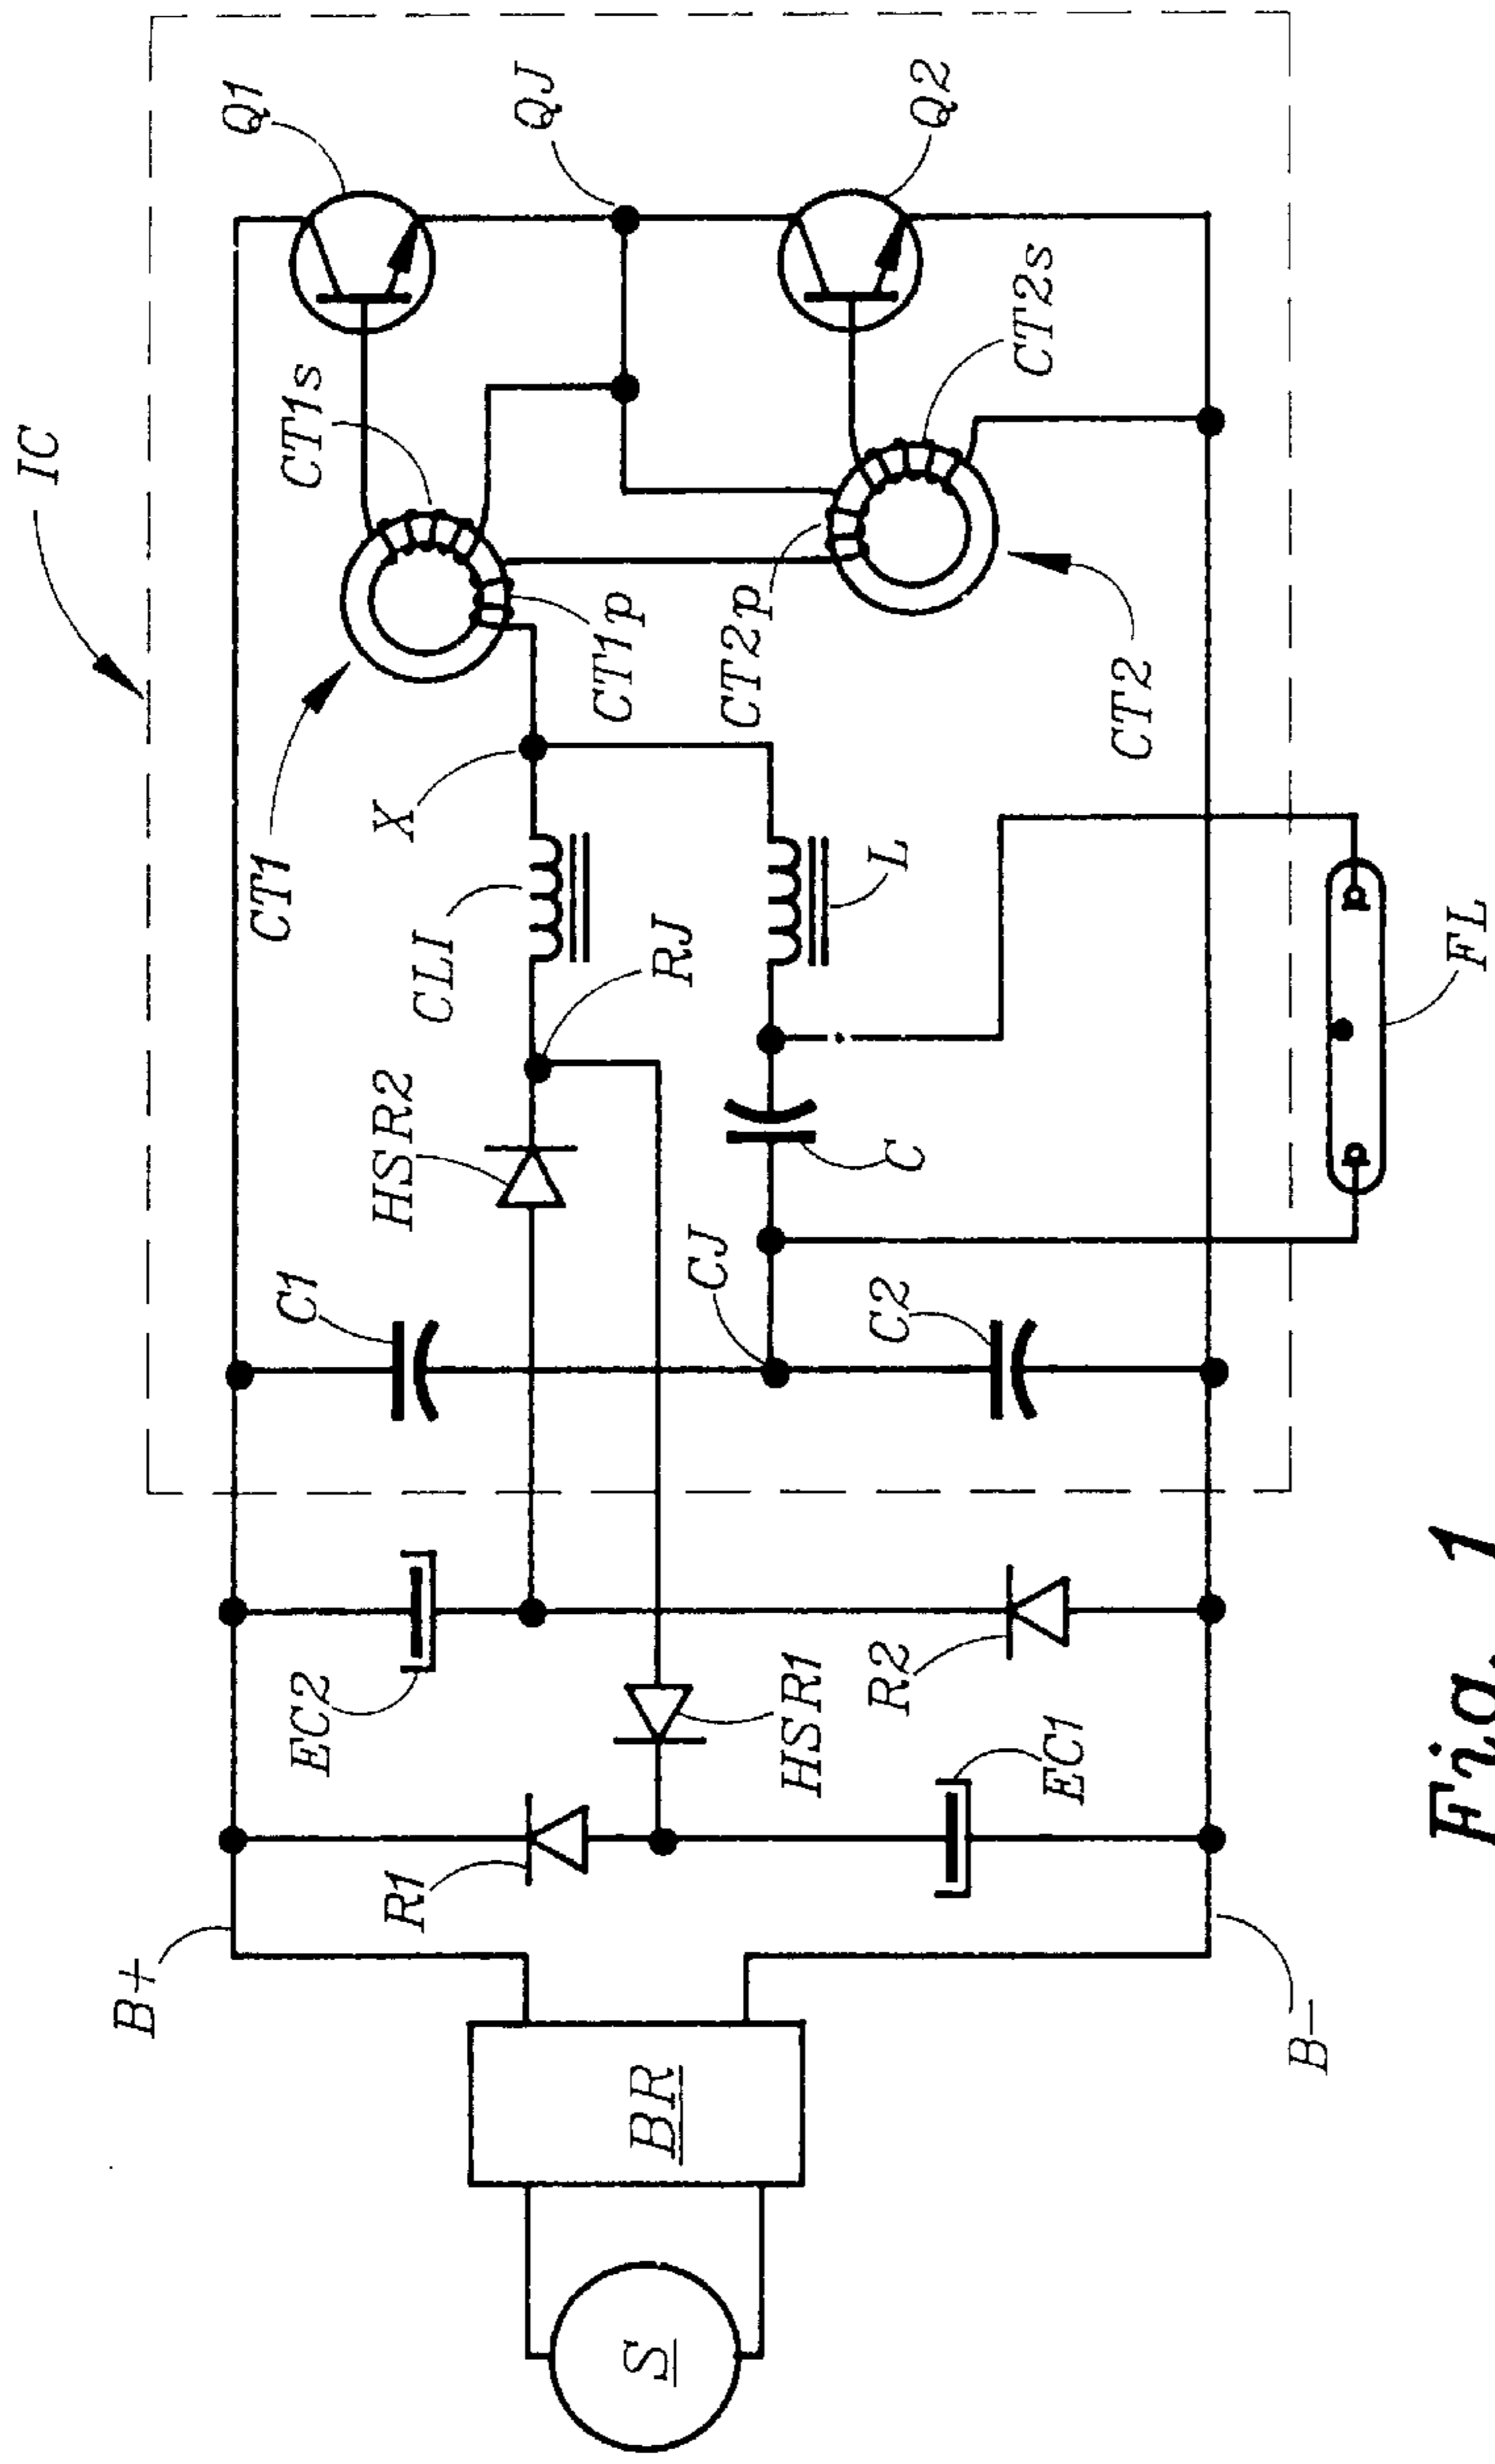 IC
Q1
QJ
Q2
CT1s
CT2s
CT1p
CT2p
CT1
CT2
X
CLI
L
RJ
FL
HSR2
C
C1
CJ
C2
EC2
HSR1
R2
EC1
R1
B+
B-
BR
S
Fig. 1